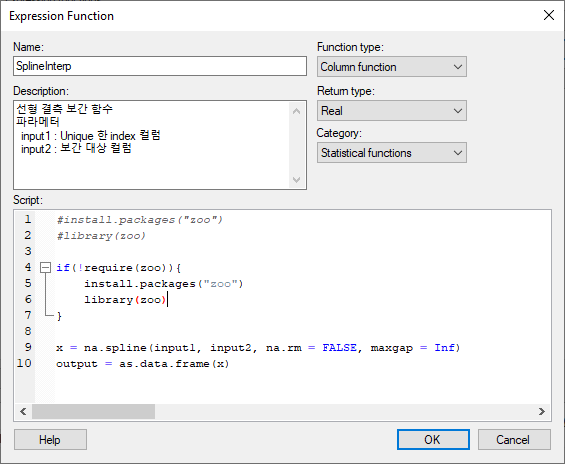 Expression Function
Name:
SplineInterp
Function type:
Column function
Description:
선형 결측 보간 함수
파라메터
input1 : Unique 한 index 컬럼
input2 : 보간 대상 컬럼
Return type:
Real
Category:
Statistical functions
Script:
1 #install.packages("zoo")
2 #library(zoo)
3
4 if(!require(zoo)){
5 install.packages("zoo")
6 library(zoo)
7 }
8
9 x = na.spline(input1, input2, na.rm = FALSE, maxgap = Inf)
10 output = as.data.frame(x)
Help
OK
Cancel